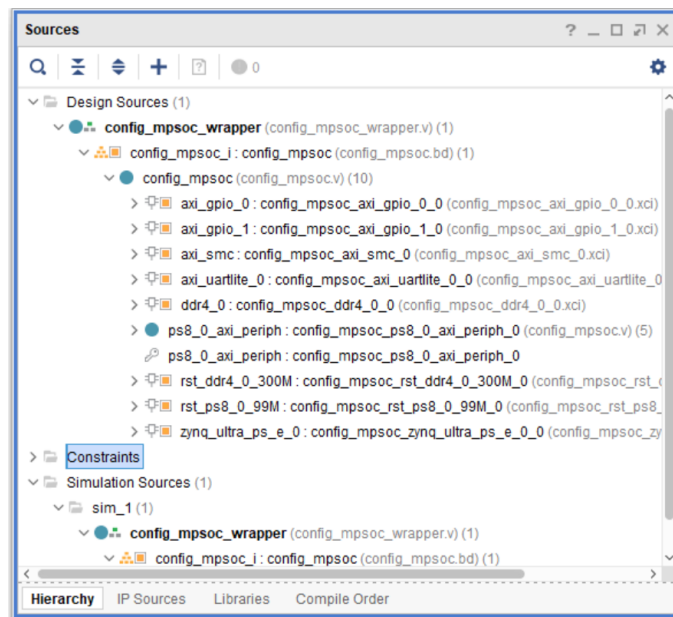 Sources
? _
0
Design Sources (1)
config_mpsoc_wrapper (config_mpsoc_wrapper.v) (1)
config_mpsoc_i : config_mpsoc (config_mpsoc.bd) (1)
config_mpsoc (config_mpsoc.v) (10)
axi_gpio_0 : config_mpsoc_axi_gpio_0_0 (config_mpsoc_axi_gpio_0_0.xci)
axi_gpio_1 : config_mpsoc_axi_gpio_1_0 (config_mpsoc_axi_gpio_1_0.xci)
axi_smc : config_mpsoc_axi_smc_0 (config_mpsoc_axi_smc_0.xci)
axi_uartlite_0 : config_mpsoc_axi_uartlite_0_0 (config_mpsoc_axi_uartlite_0
ddr4_0 : config_mpsoc_ddr4_0_0 (config_mpsoc_ddr4_0_0.xci)
ps8_0_axi_periph : config_mpsoc_ps8_0_axi_periph_0 (config_mpsoc.v) (5)
ps8_0_axi_periph : config_mpsoc_ps8_0_axi_periph_0
rst_ddr4_0_300M : config_mpsoc_rst_ddr4_0_300M_0 (config_mpsoc_rst_
rst_ps8_0_99M : config_mpsoc_rst_ps8_0_99M_0 (config_mpsoc_rst_ps8_
zynq_ultra_ps_e_0 : config_mpsoc_zynq_ultra_ps_e_0_0 (config_mpsoc_zy
Constraints
Simulation Sources (1)
sim_1 (1)
config_mpsoc_wrapper (config_mpsoc_wrapper.v) (1)
config_mpsoc_i : config_mpsoc (config_mpsoc.bd) (1)
Hierarchy IP Sources Libraries Compile Order